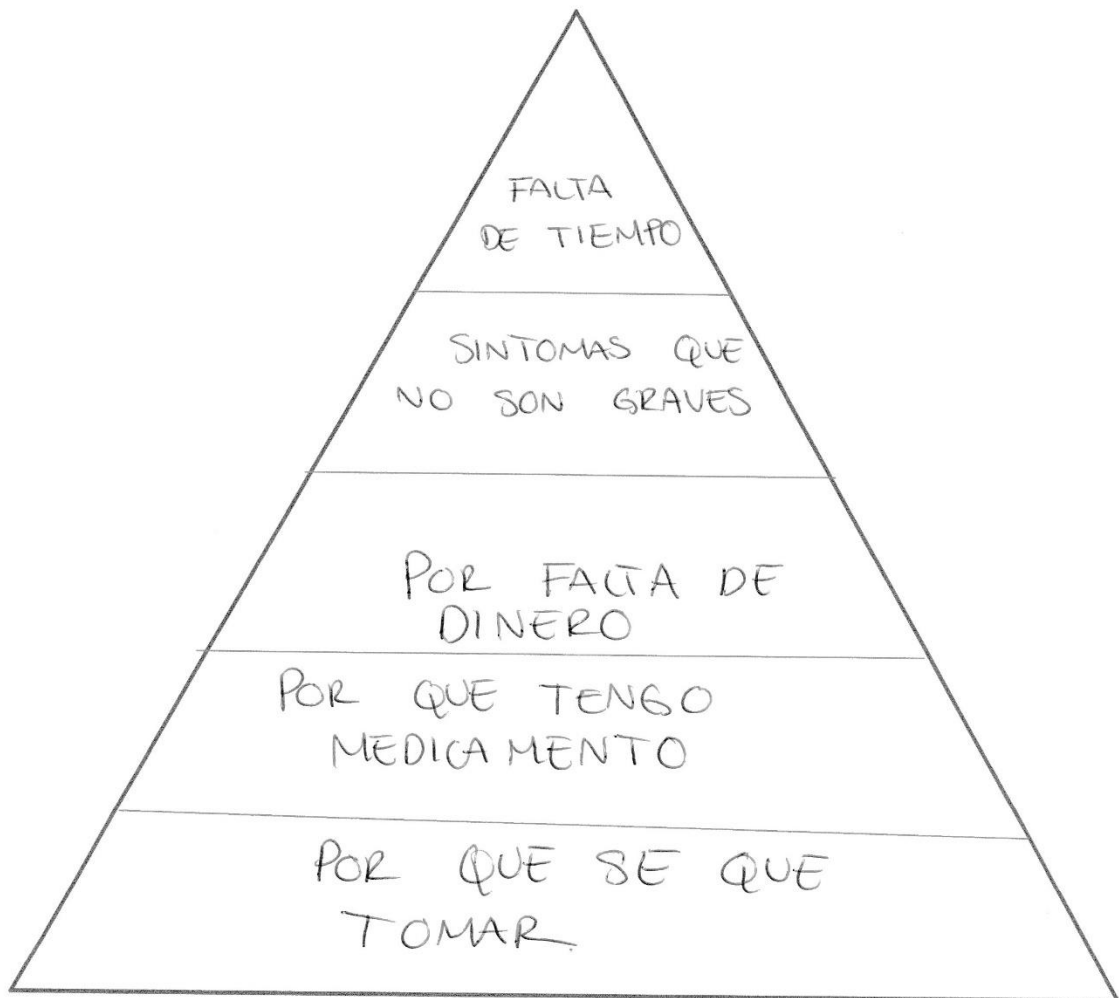 FALTA
DE TIEMPO
SINTOMAS QUE
NO SON GRAVES
POR FALTA DE
DINERO
POR QUE TENGO
MEDICAMENTO
POR QUE SE QUE
TOMAR